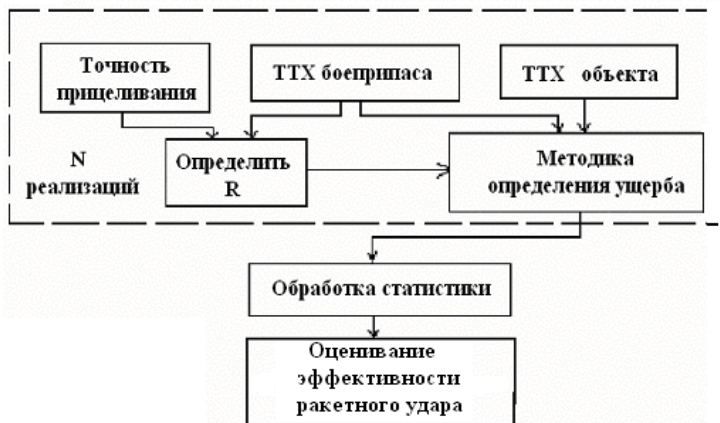 Точность
прицеливания
ТТХ боеприпаса
ТТХ объекта
N
реализаций
Определить
R
Методика
определения ущерба
Обработка статистики
Оценивание
эффективности
ракетного удара